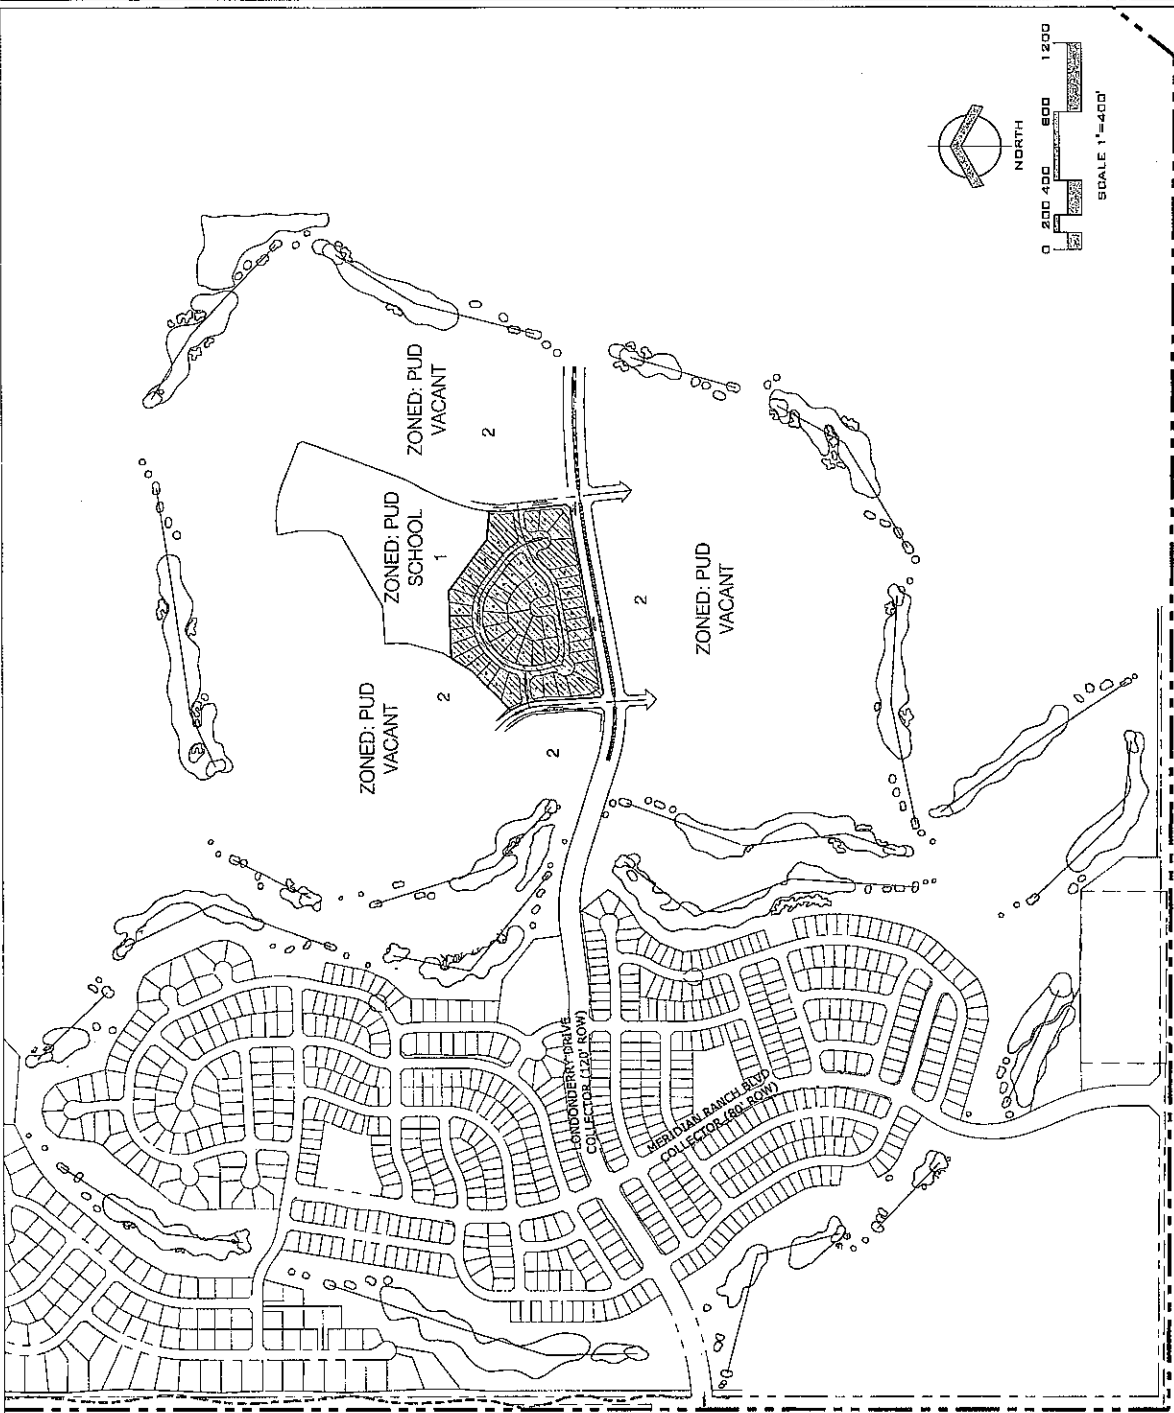 ZONED: PUD
VACANT
2
ZONED: PUD
SCHOOL
1
ZONED: PUD
VACANT
2
2
2
ZONED: PUD
VACANT
LONDONDERRY DRIVE
COLLECTOR (120' ROW)
MERIDIAN RANCH BLVD
COLLECTOR (80' ROW)
NORTH
0 200 400 800 1200
SCALE 1"=400'